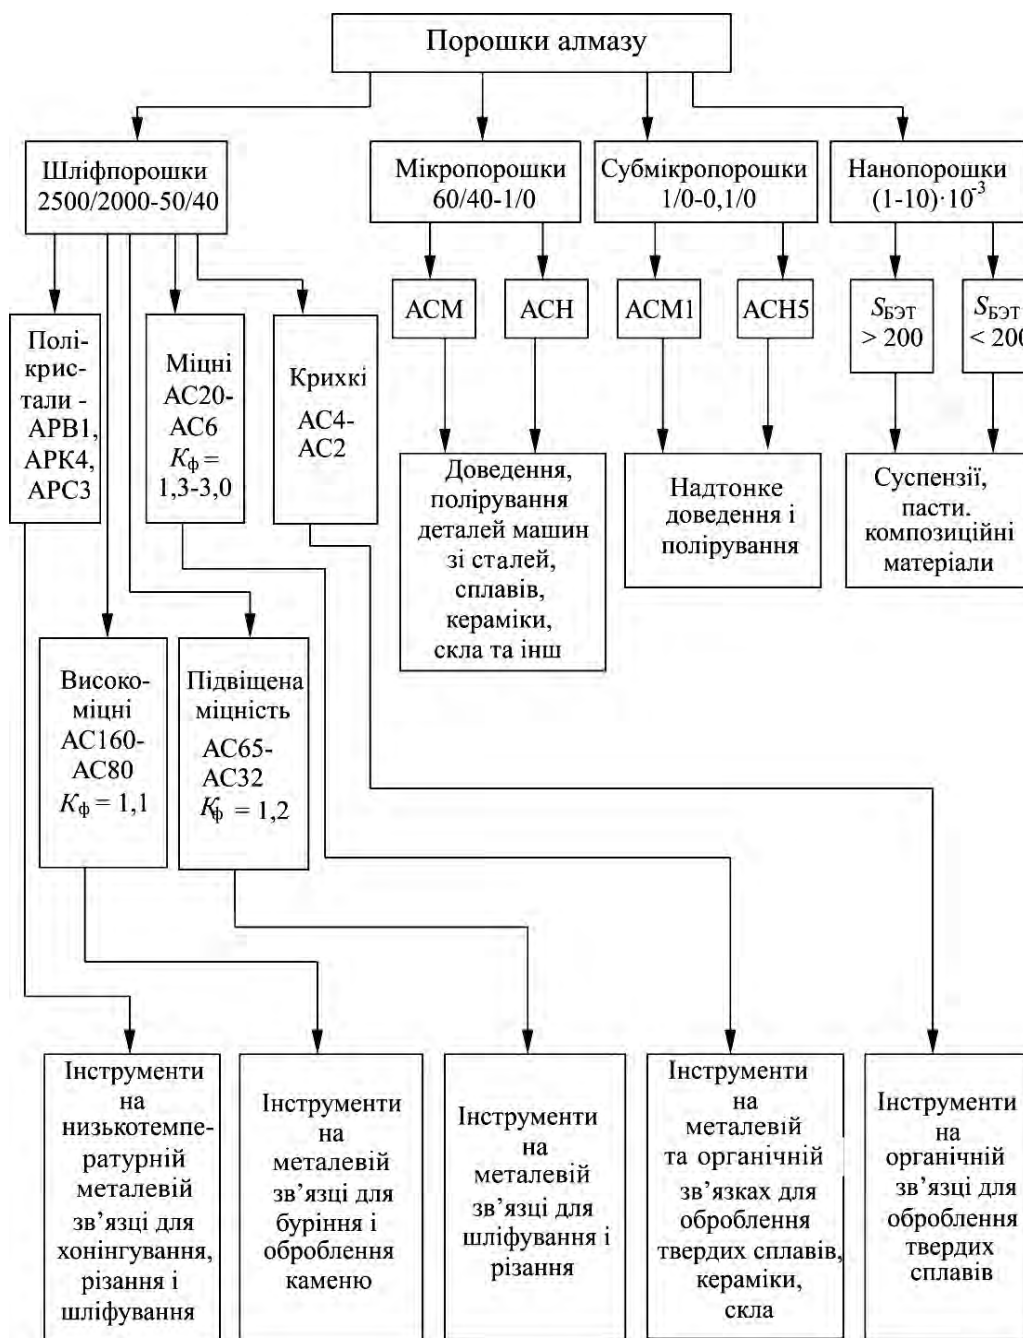 Порошки алмазу
Шліфпорошки
2500/2000-50/40
Мікропорошки
60/40-1/0
Субмікропорошки
1/0-0,1/0
Нанопорошки
(1-10)·10⁻³
АСМ
АСН
АСМ1
АСН5
S_БЭТ
> 200
S_БЭТ
< 200
Полі-
крис-
тали -
АРВ1,
АРК4,
АРС3
Міцні
АС20-
АС6
K_ф =
1,3-3,0
Крихкі
АС4-
АС2
Доведення,
полірування
деталей машин
зі сталей,
сплавів,
кераміки,
скла та інш
Надтонке
доведення і
полірування
Суспензії,
пасти.
композиційні
матеріали
Високо-
міцні
АС160-
АС80
K_ф = 1,1
Підвіщена
міцність
АС65-
АС32
K_ф = 1,2
Інструменти
на
низькотемпе-
ратурній
металевій
зв’язці для
хонінгування,
різання і
шліфування
Інструменти
на
металевій
зв’язці для
буріння і
оброблення
каменю
Інструменти
на
металевій
зв’язці для
шліфування і
різання
Інструменти
на
металевій
та органічній
зв’язках для
оброблення
твердих сплавів,
кераміки,
скла
Інструменти
на
органічній
зв’язці для
оброблення
твердих
сплавів